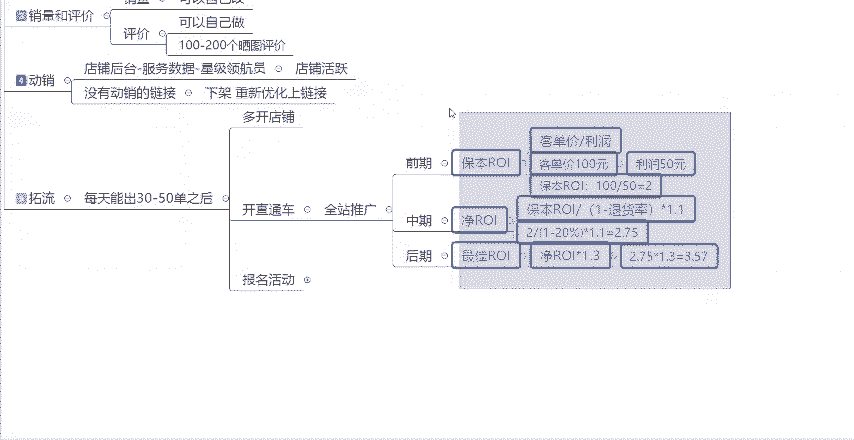 销量和评价
可以自己做
评价
可以自己做
100-200个晒图评价
4
动销
店铺后台-服务数据-星级领航员
店铺活跃
没有动销的链接
下架 重新优化上链接
拓流
每天能出30-50单之后
多开店铺
开直通车
全站推广
前期
保本ROI
客单价/利润
客单价100元
利润50元
保本ROI：100/50=2
中期
净ROI
保本ROI/（1-退货率）*1.1
2/(1-20%)*1.1=2.75
后期
最佳ROI
净ROI*1.3
2.75*1.3=3.57
报名活动